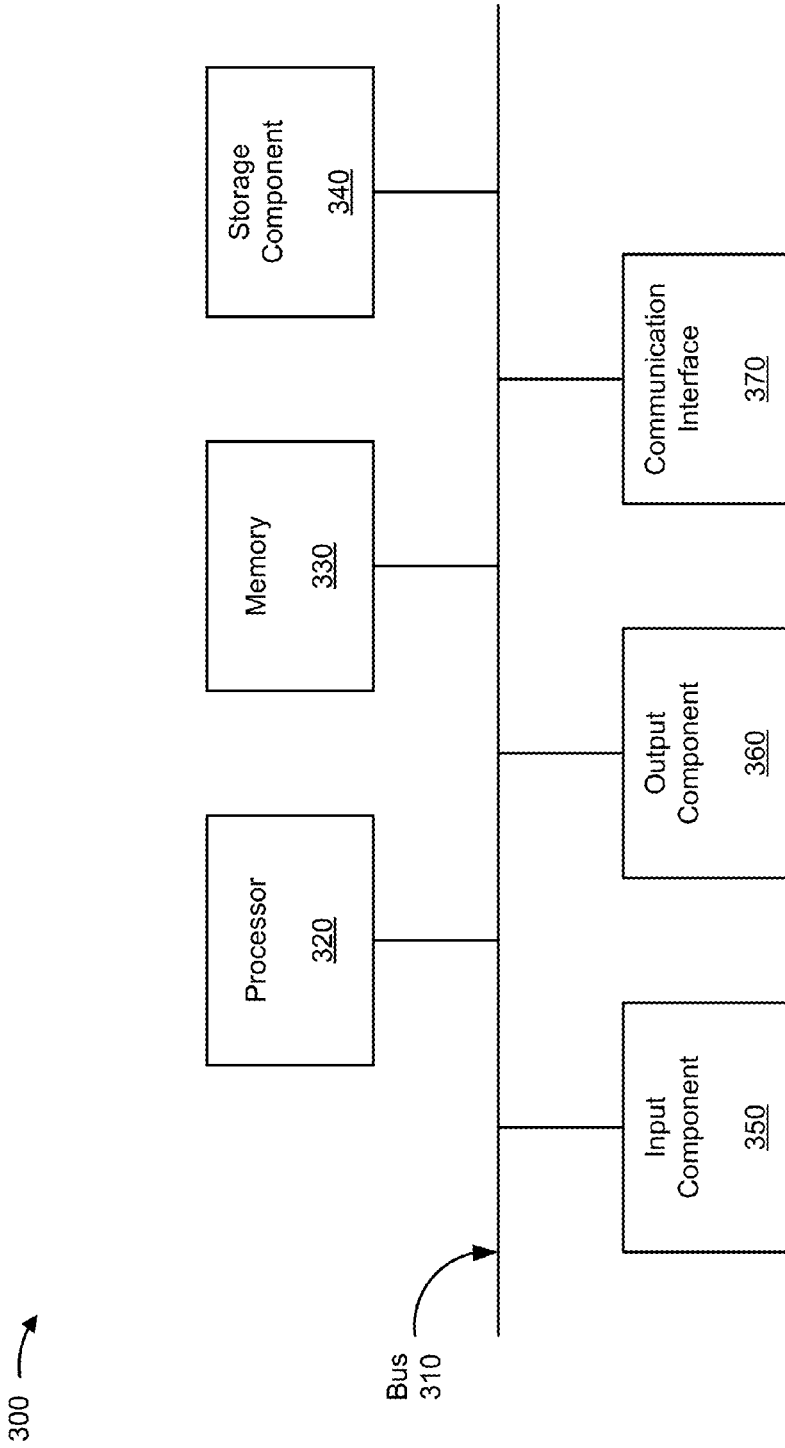 300
Processor
320
Memory
330
Storage
Component
340
Bus
310
Input
Component
350
Output
Component
360
Communication
Interface
370